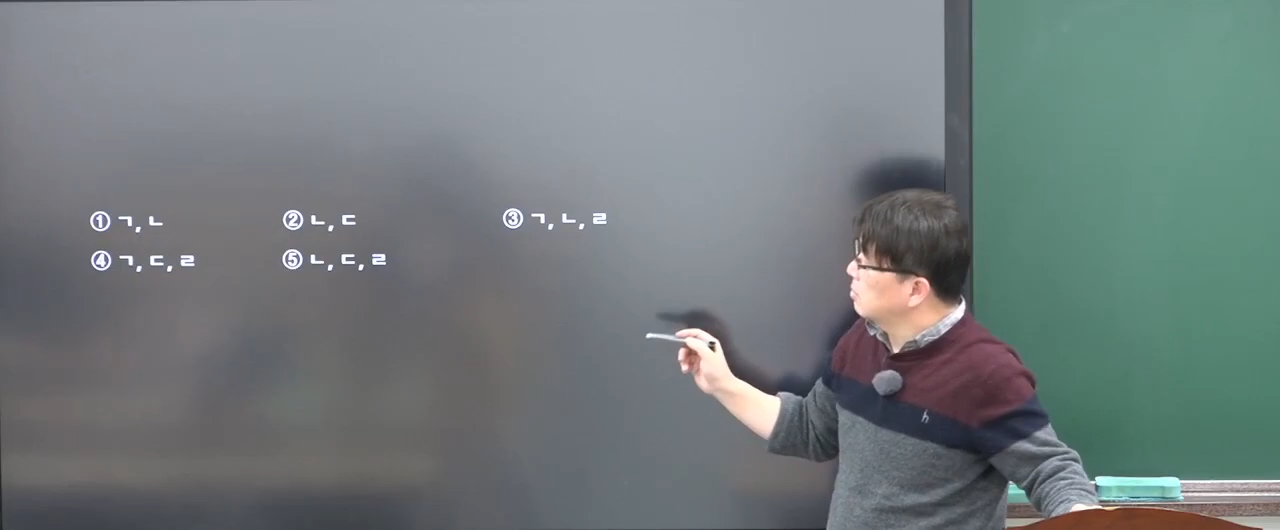 ① ㄱ, ㄴ ② ㄴ, ㄷ ③ ㄱ, ㄴ, ㄹ
④ ㄱ, ㄷ, ㄹ ⑤ ㄴ, ㄷ, ㄹ
h